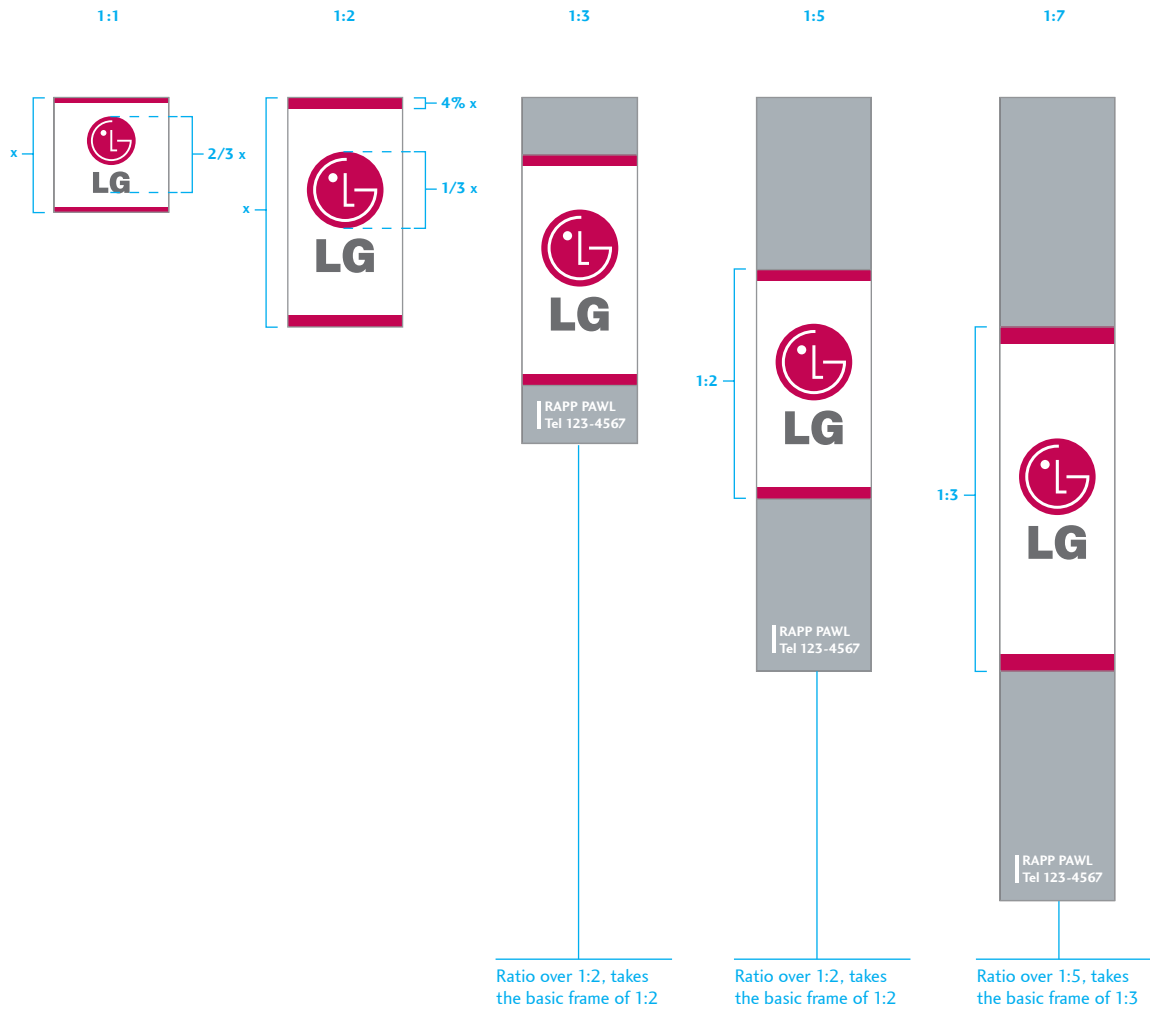 1:1
1:2
1:3
1:5
1:7
x
2/3 x
LG
x
4% x
1/3 x
LG
LG
RAPP PAWL
Tel 123-4567
1:2
LG
RAPP PAWL
Tel 123-4567
1:3
LG
RAPP PAWL
Tel 123-4567
Ratio over 1:2, takes
the basic frame of 1:2
Ratio over 1:2, takes
the basic frame of 1:2
Ratio over 1:5, takes
the basic frame of 1:3